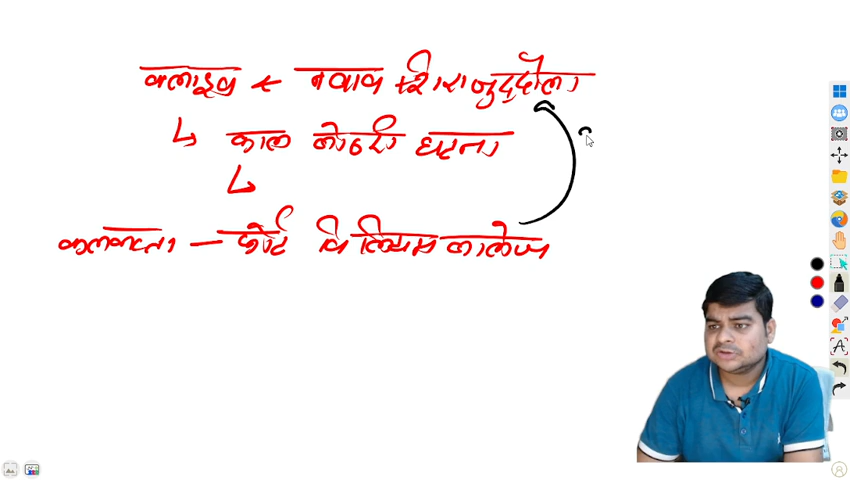 क्लाइव ← नवाब सिराजुद्दौला
↳ काल कोठरी घटना
↳
कलकत्ता – फोर्ट विलियम कालेज